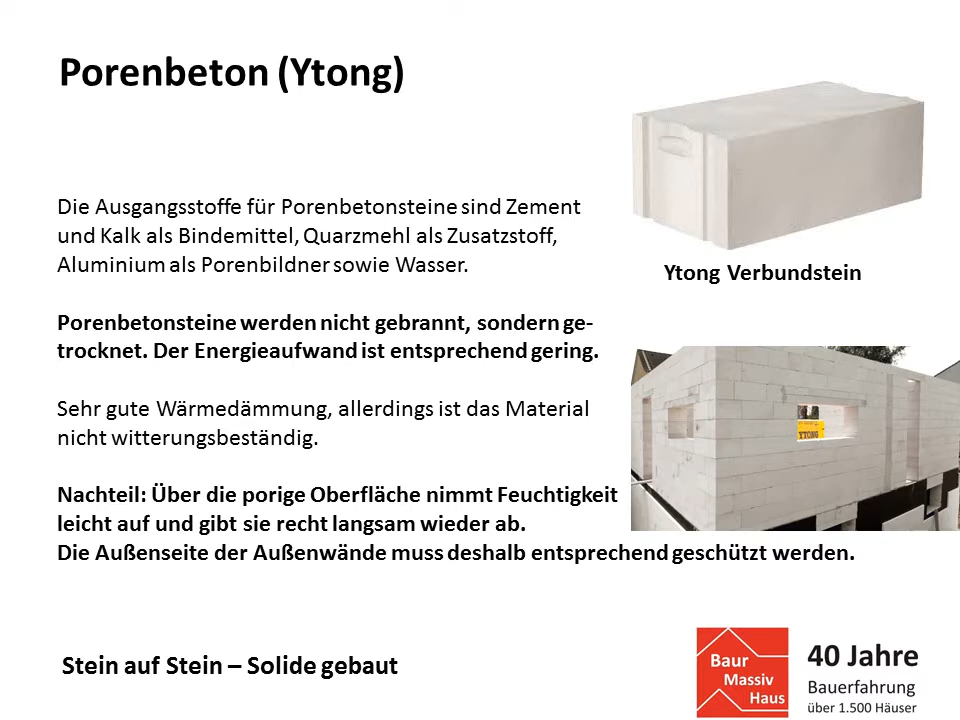 Porenbeton (Ytong)
Die Ausgangsstoffe für Porenbetonsteine sind Zement
und Kalk als Bindemittel, Quarzmehl als Zusatzstoff,
Aluminium als Porenbildner sowie Wasser.
Ytong Verbundstein
Porenbetonsteine werden nicht gebrannt, sondern ge-
trocknet. Der Energieaufwand ist entsprechend gering.
Sehr gute Wärmedämmung, allerdings ist das Material
nicht witterungsbeständig.
YTONG
Nachteil: Über die porige Oberfläche nimmt Feuchtigkeit
leicht auf und gibt sie recht langsam wieder ab.
Die Außenseite der Außenwände muss deshalb entsprechend geschützt werden.
Stein auf Stein – Solide gebaut
Baur
Massiv
Haus
40 Jahre
Bauerfahrung
über 1.500 Häuser